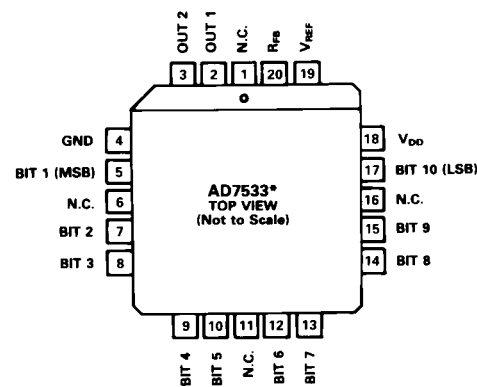 OUT 2
OUT 1
N.C.
RFB
VREF
3 2 1 20 19
GND 4
BIT 1 (MSB) 5
N.C. 6
BIT 2 7
BIT 3 8
AD7533*
TOP VIEW
(Not to Scale)
18 VDD
17 BIT 10 (LSB)
16 N.C.
15 BIT 9
14 BIT 8
9 10 11 12 13
BIT 4
BIT 5
N.C.
BIT 6
BIT 7